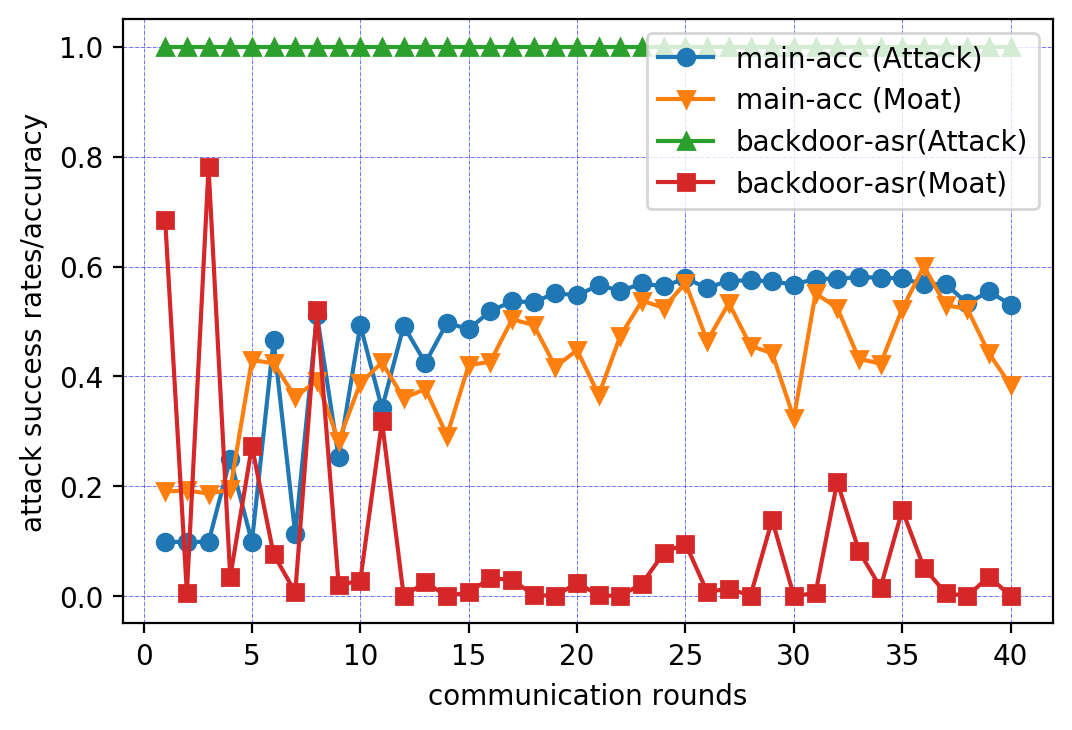 attack success rates/accuracy
1.0
0.8
0.6
0.4
0.2
0.0
main-acc (Attack)
main-acc (Moat)
backdoor-asr(Attack)
backdoor-asr(Moat)
0 5 10 15 20 25 30 35 40
communication rounds